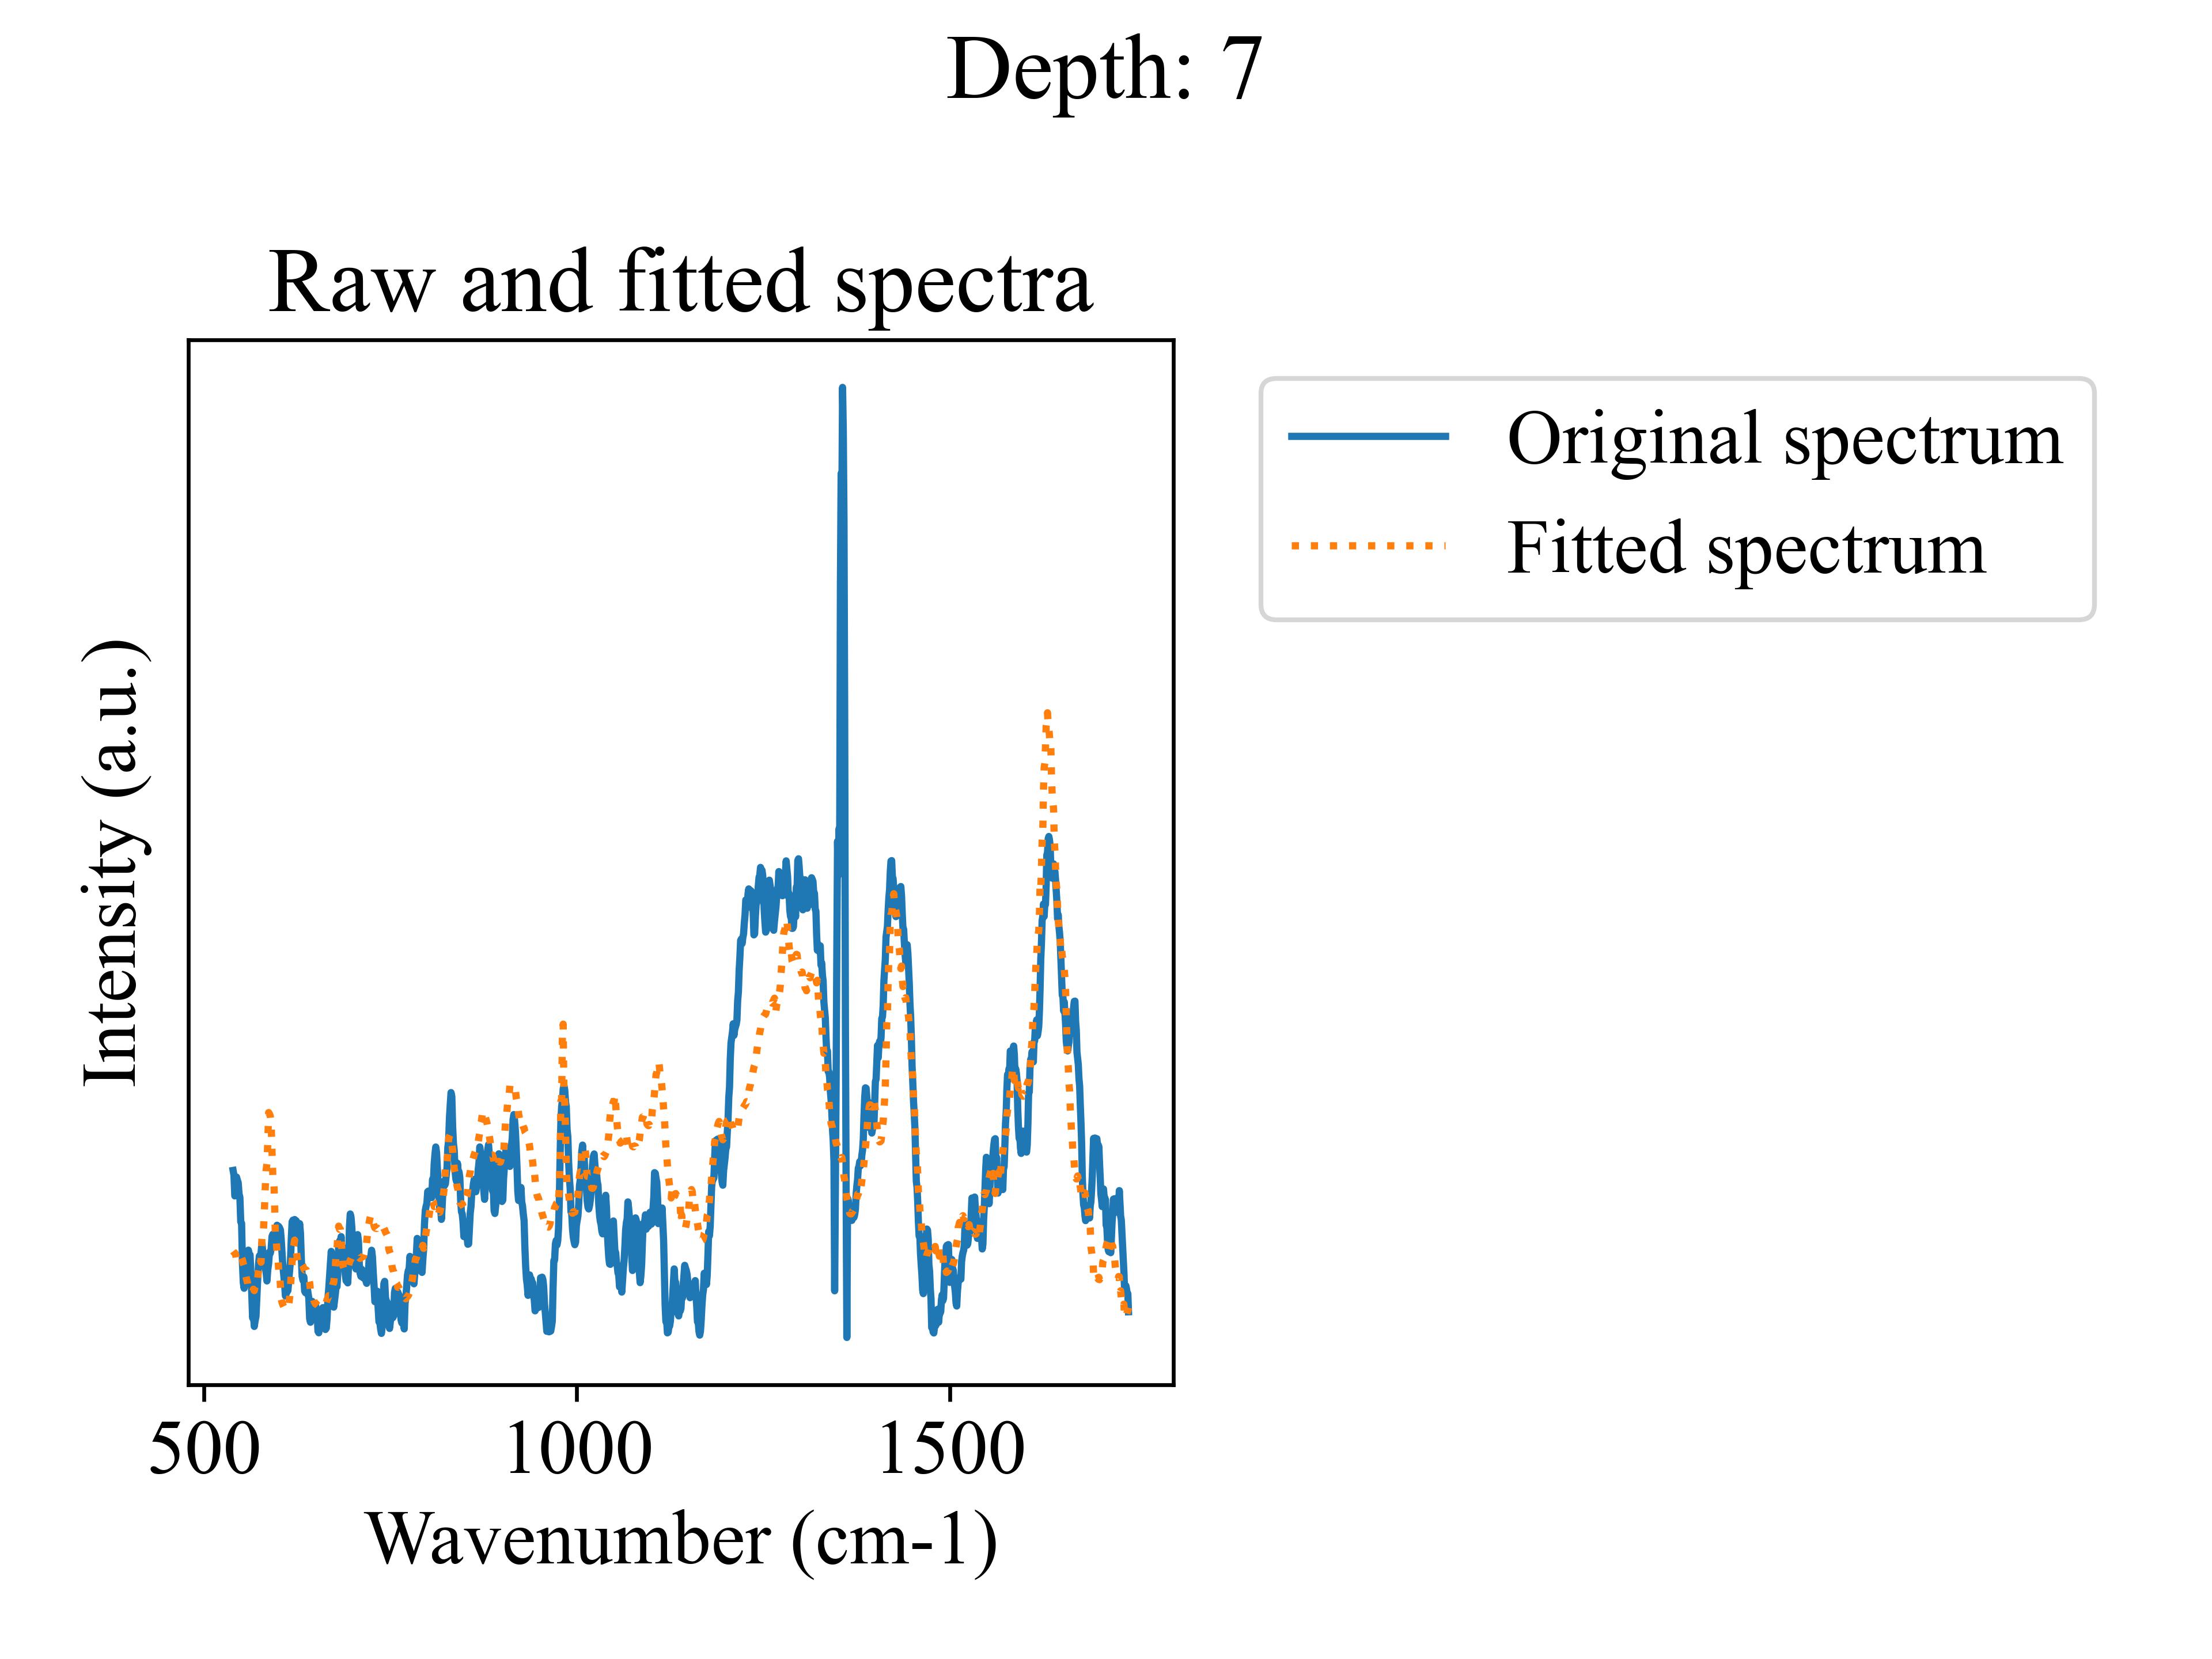 Depth: 7
Raw and fitted spectra
Original spectrum
Fitted spectrum
Intensity (a.u.)
500 1000 1500
Wavenumber (cm-1)